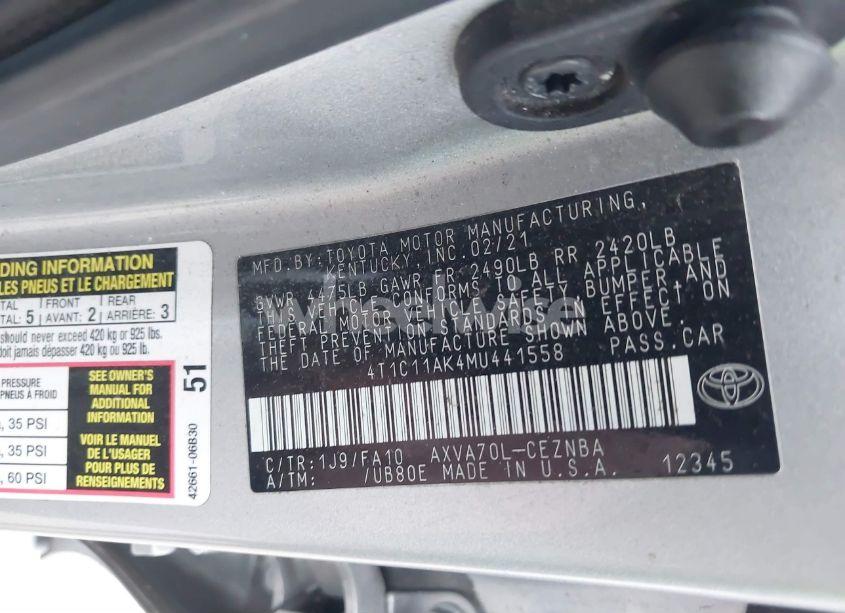 DING INFORMATION
LES PNEUS ET LE CHARGEMENT
TAL FRONT REAR
TAL: 5 AVANT: 2 ARRIÈRE: 3
should never exceed 420 kg or 925 lbs.
doit jamais dépasser 420 kg ou 925 lb.
PRESSURE
PNEUS À FROID
, 35 PSI
, 35 PSI
, 60 PSI
SEE OWNER'S
MANUAL FOR
ADDITIONAL
INFORMATION
VOIR LE MANUEL
DE L'USAGER
POUR PLUS DE
RENSEIGNEMENTS
51
42661-06B30
MFD.BY:TOYOTA MOTOR MANUFACTURING,
KENTUCKY, INC. 02/21
GVWR 4475LB GAWR FR 2490LB RR 2420LB
THIS VEHICLE CONFORMS TO ALL APPLICABLE
FEDERAL MOTOR VEHICLE SAFETY, BUMPER, AND
THEFT PREVENTION STANDARDS IN EFFECT ON
THE DATE OF MANUFACTURE SHOWN ABOVE.
4T1C11AK4MU441558 PASS.CAR
C/TR:1J9/FA10 AXVA70L-CEZNBA
A/TM: /UB80E MADE IN U.S.A. 12345